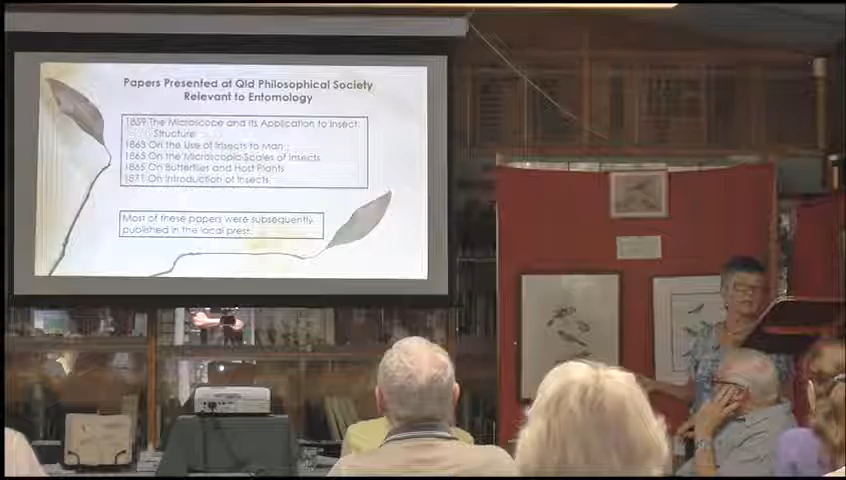 Papers Presented at Qld Philosophical Society
Relevant to Entomology
1859 The Microscope and its Application to Insect
Structure
1863 On the Use of Insects to Man
1863 On the Microscopic Scales of Insects
1865 On Butterflies and Host Plants
1871 On Introduction of Insects
Most of these papers were subsequently
published in the local press.